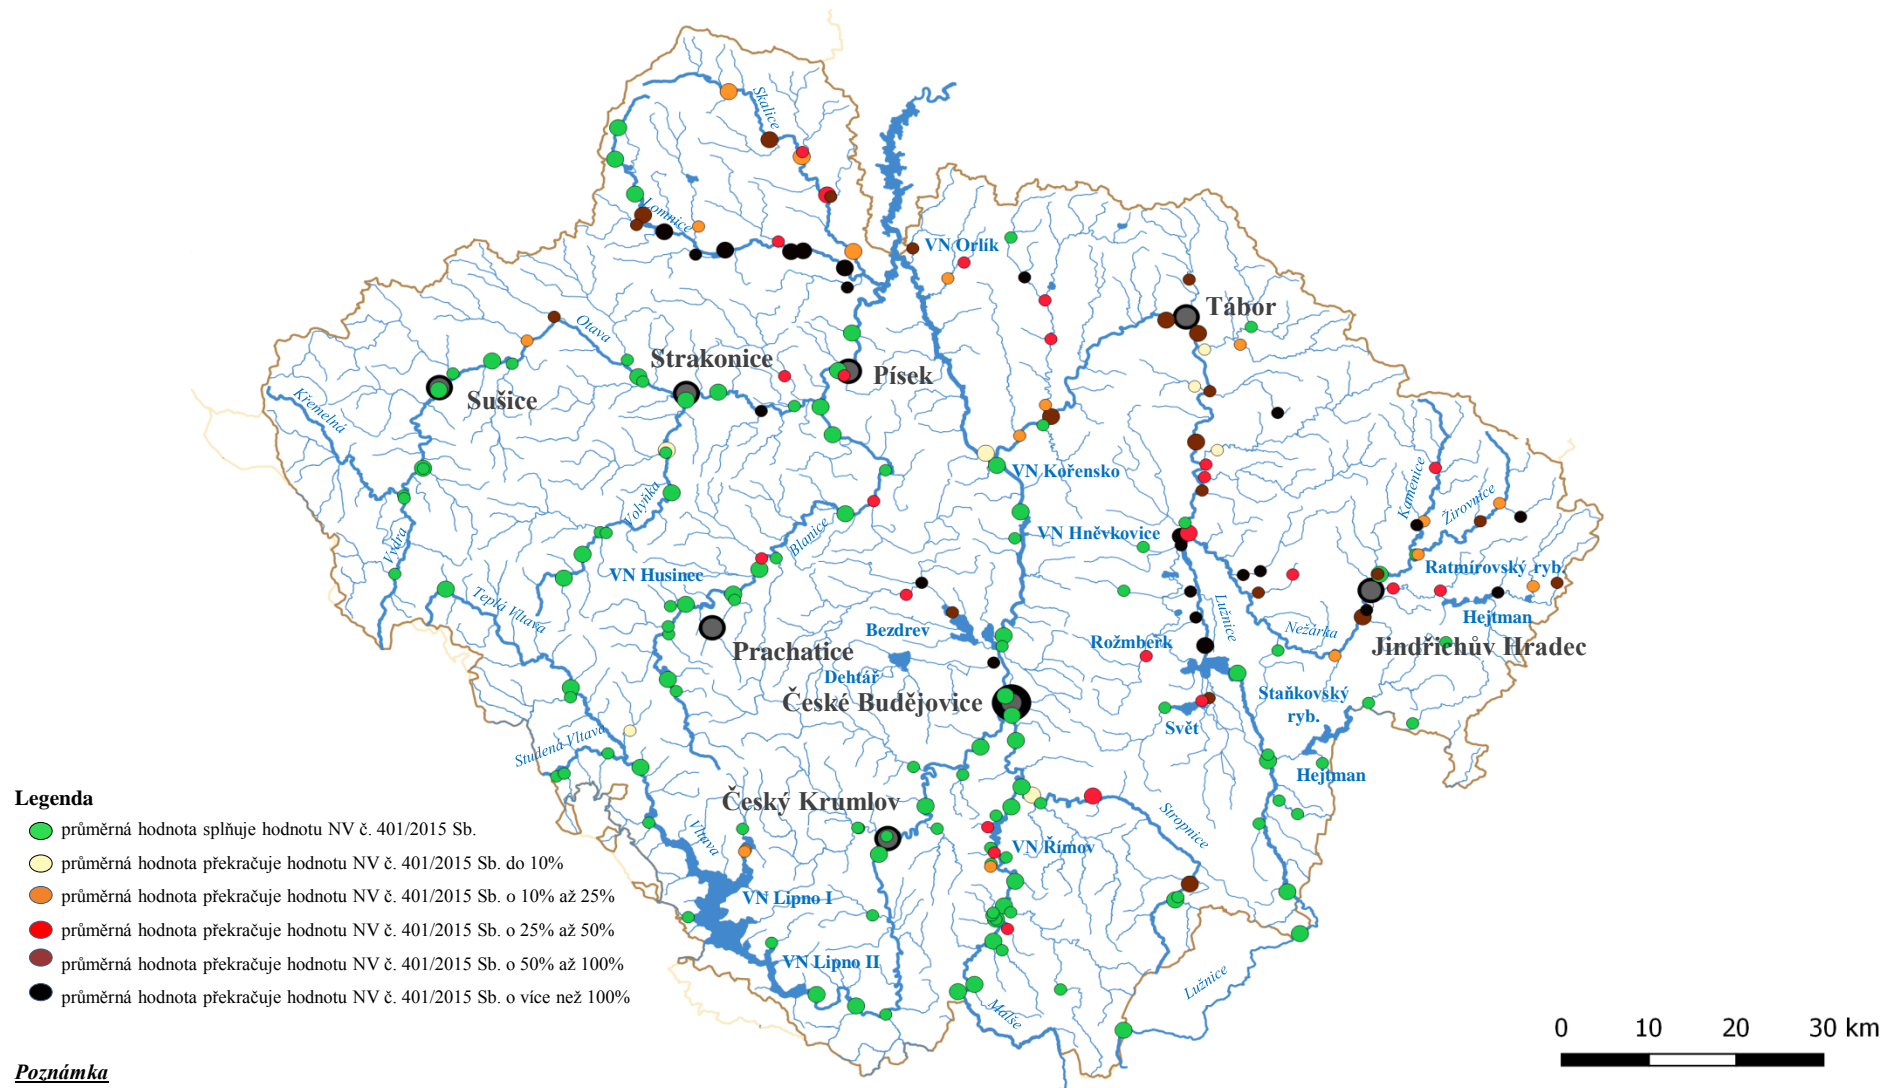 Skalice
Lomnice
VN Orlík
Tábor
Otava
Strakonice
Písek
Sušice
Křemelná
VN Kořensko
Kamenice
Žirovnice
Volyňka
Blanice
VN Hněvkovice
Vydra
VN Husinec
Ratmírovský ryb.
Teplá Vltava
Lužnice
Hejtman
Bezdrev
Nežárka
Rožmberk
Jindřichův Hradec
Prachatice
Dehtář
Staňkovský
ryb.
České Budějovice
Svět
Studená Vltava
Hejtman
Legenda
Český Krumlov
Stropnice
průměrná hodnota splňuje hodnotu NV č. 401/2015 Sb.
Vltava
VN Římov
průměrná hodnota překračuje hodnotu NV č. 401/2015 Sb. do 10%
průměrná hodnota překračuje hodnotu NV č. 401/2015 Sb. o 10% až 25%
VN Lipno I
průměrná hodnota překračuje hodnotu NV č. 401/2015 Sb. o 25% až 50%
průměrná hodnota překračuje hodnotu NV č. 401/2015 Sb. o 50% až 100%
VN Lipno II
Lužnice
průměrná hodnota překračuje hodnotu NV č. 401/2015 Sb. o více než 100%
Malše
0 10 20 30 km
Poznámka